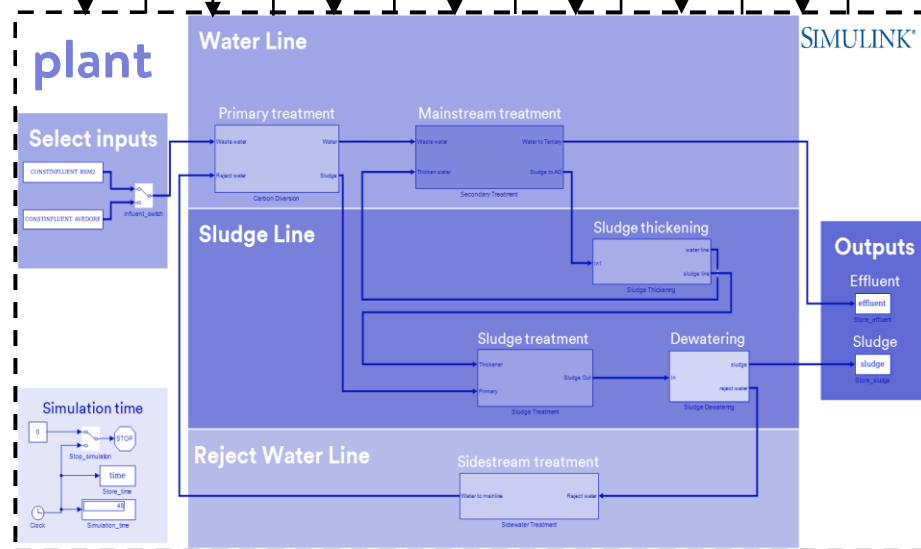 plant
SIMULINK®
Water Line
Select inputs
CONSTINFLUENT BSM2
CONSTINFLUENT AVEDORE
influent_switch
Primary treatment
Waste water
Water
Reject water
Sludge
Carbon Diversion
Mainstream treatment
Waste water
Water to Tertiary
Thicken water
Sludge to AD
Secondary Treatment
Sludge Line
Sludge thickening
water line
In1
sludge line
Sludge Thickening
Sludge treatment
Thickener
Sludge Out
Primary
Sludge Treatment
Dewatering
sludge
In
reject water
Sludge Dewatering
Outputs
Effluent
effluent
Store_effluent
Sludge
sludge
Store_sludge
Reject Water Line
Sidestream treatment
Water to mainline
Reject water
Sidewater Treatment
Simulation time
0
STOP
Stop_simulation
time
Store_time
Clock
Simulation_time